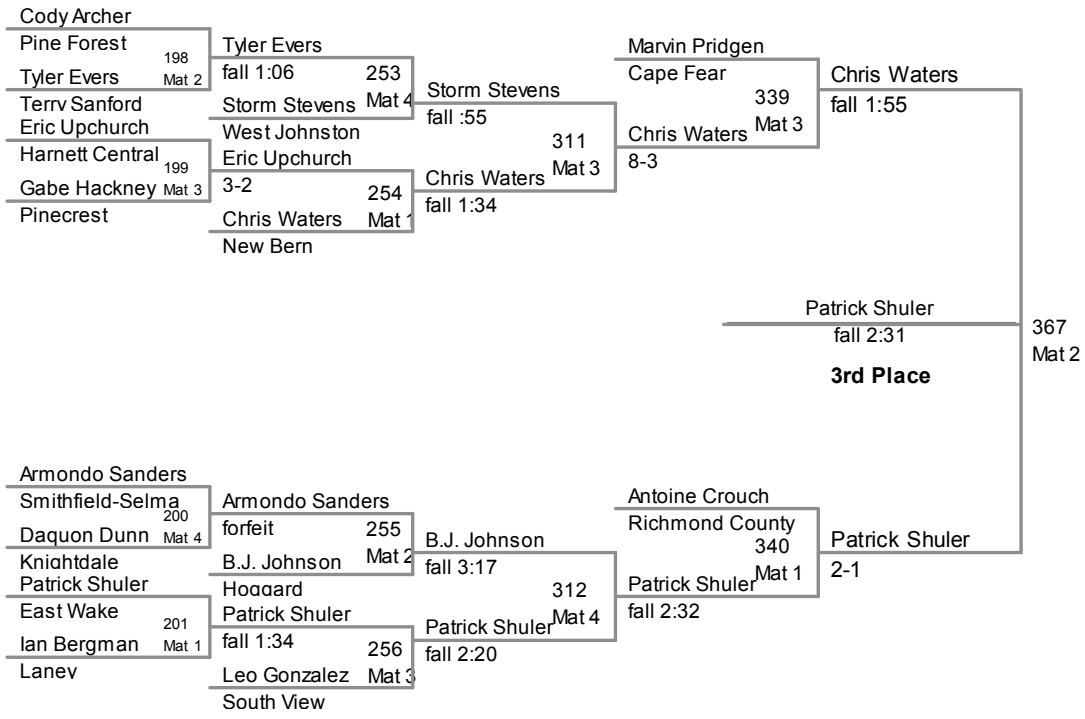 Cody Archer
Pine Forest
198
Tyler Evers
Mat 2
Terry Sanford
Eric Upchurch
Harnett Central
199
Gabe Hackney
Mat 3
Pinecrest
Tyler Evers
fall 1:06
253
Mat 4
Storm Stevens
West Johnston
Eric Upchurch
3-2
254
Mat 1
Chris Waters
New Bern
Storm Stevens
fall :55
311
Mat 3
Chris Waters
fall 1:34
Marvin Pridgen
Cape Fear
339
Mat 3
Chris Waters
8-3
Chris Waters
fall 1:55
Patrick Shuler
fall 2:31
3rd Place
367
Mat 2
Armondo Sanders
Smithfield-Selma
200
Daquon Dunn
Mat 4
Knightdale
Patrick Shuler
East Wake
201
Ian Bergman
Mat 1
Laney
Armondo Sanders
forfeit
255
Mat 2
B.J. Johnson
Hoggard
Patrick Shuler
fall 1:34
256
Mat 3
Leo Gonzalez
South View
B.J. Johnson
fall 3:17
312
Mat 4
Patrick Shuler
fall 2:20
Antoine Crouch
Richmond County
340
Mat 1
Patrick Shuler
fall 2:32
Patrick Shuler
2-1